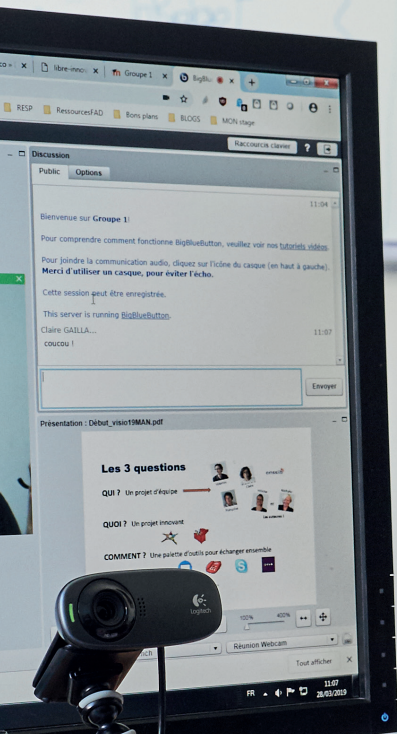 libre-innov
Groupe 1
BigBlu
RESP
RessourcesFAD
Bons plans
BLOGS
MON stage
Raccourcis clavier
?
Discussion
Public
Options
11:04
Bienvenue sur Groupe 1!
Pour comprendre comment fonctionne BigBlueButton, veuillez voir nos tutoriels vidéos.
Pour joindre la communication audio, cliquez sur l'icône du casque (en haut à gauche).
Merci d'utiliser un casque, pour éviter l'écho.
Cette session peut être enregistrée.
This server is running BigBlueButton.
Claire GAILLA...
11:07
coucou !
Envoyer
Présentation : Début_visio19MAN.pdf
Les 3 questions
QUI ? Un projet d'équipe
QUOI ? Un projet innovant
COMMENT ? Une palette d'outils pour échanger ensemble
100%
400%
Logitech
Réunion Webcam
Tout afficher
FR
11:07
28/03/2019